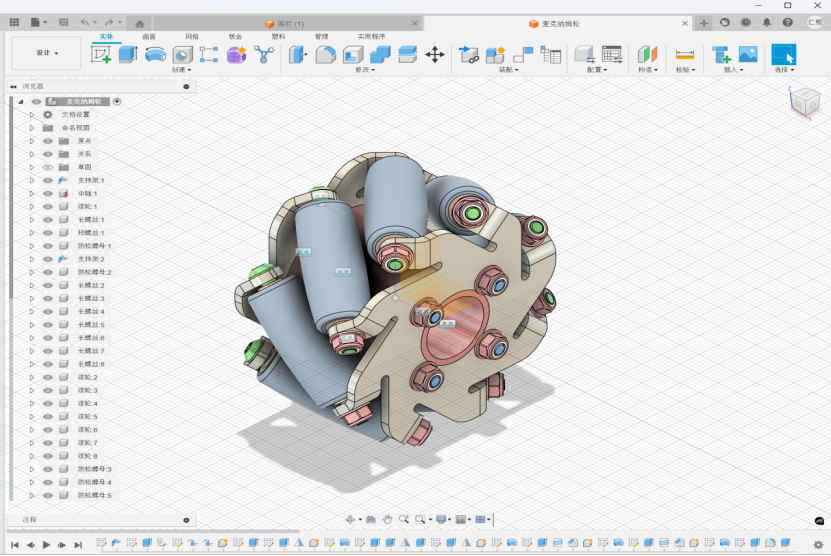 围栏 (1)
麦克纳姆轮
设计
实体 曲面 网格 钣金 塑料 管理 实用程序
创建 修改 装配 配置 构造 检验 插入 选择
浏览器
麦克纳姆轮
文档设置
命名视图
原点
关系
草图
支持架:1
中轴:1
滚轮:1
长螺丝:1
短螺丝:1
防松螺母:1
支持架:2
防松螺母:2
长螺丝:2
长螺丝:3
长螺丝:4
长螺丝:5
长螺丝:6
长螺丝:7
长螺丝:8
滚轮:2
滚轮:3
滚轮:4
滚轮:5
滚轮:6
滚轮:7
滚轮:8
防松螺母:3
防松螺母:4
防松螺母:5
注释